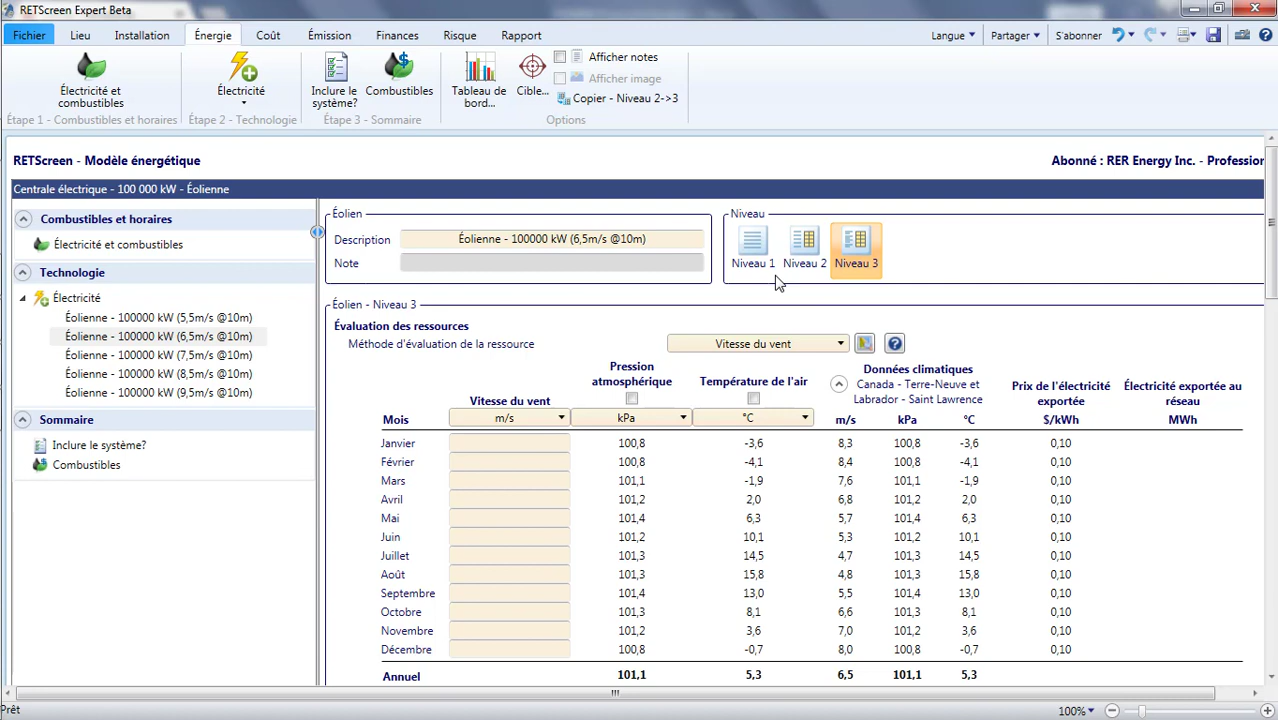 RETScreen Expert Beta
Fichier Lieu Installation Énergie Coût Émission Finances Risque Rapport Langue Partager S'abonner
Électricité et combustibles
Étape 1 - Combustibles et horaires
Électricité
Étape 2 - Technologie
Inclure le système?
Combustibles
Étape 3 - Sommaire
Tableau de bord...
Cible...
Afficher notes
Afficher image
Copier - Niveau 2->3
Options
RETScreen - Modèle énergétique
Abonné : RER Energy Inc. - Profession
Centrale électrique - 100 000 kW - Éolienne
Combustibles et horaires
Électricité et combustibles
Technologie
Électricité
Éolienne - 100000 kW (5,5m/s @10m)
Éolienne - 100000 kW (6,5m/s @10m)
Éolienne - 100000 kW (7,5m/s @10m)
Éolienne - 100000 kW (8,5m/s @10m)
Éolienne - 100000 kW (9,5m/s @10m)
Sommaire
Inclure le système?
Combustibles
Éolien
Description Éolienne - 100000 kW (6,5m/s @10m)
Note
Niveau
Niveau 1 Niveau 2 Niveau 3
Éolien - Niveau 3
Évaluation des ressources
Méthode d'évaluation de la ressource Vitesse du vent
Mois
Vitesse du vent
m/s
Pression atmosphérique
kPa
Température de l'air
°C
Données climatiques
Canada - Terre-Neuve et
Labrador - Saint Lawrence
m/s kPa °C
Prix de l'électricité exportée
$/kWh
Électricité exportée au réseau
MWh
Janvier 100,8 -3,6 8,3 100,8 -3,6 0,10
Février 100,8 -4,1 8,4 100,8 -4,1 0,10
Mars 101,1 -1,9 7,6 101,1 -1,9 0,10
Avril 101,2 2,0 6,8 101,2 2,0 0,10
Mai 101,4 6,3 5,7 101,4 6,3 0,10
Juin 101,2 10,1 5,3 101,2 10,1 0,10
Juillet 101,3 14,5 4,7 101,3 14,5 0,10
Août 101,3 15,8 4,8 101,3 15,8 0,10
Septembre 101,4 13,0 5,5 101,4 13,0 0,10
Octobre 101,3 8,1 6,6 101,3 8,1 0,10
Novembre 101,2 3,6 7,0 101,2 3,6 0,10
Décembre 100,8 -0,7 8,0 100,8 -0,7 0,10
Annuel 101,1 5,3 6,5 101,1 5,3
Prêt
100%